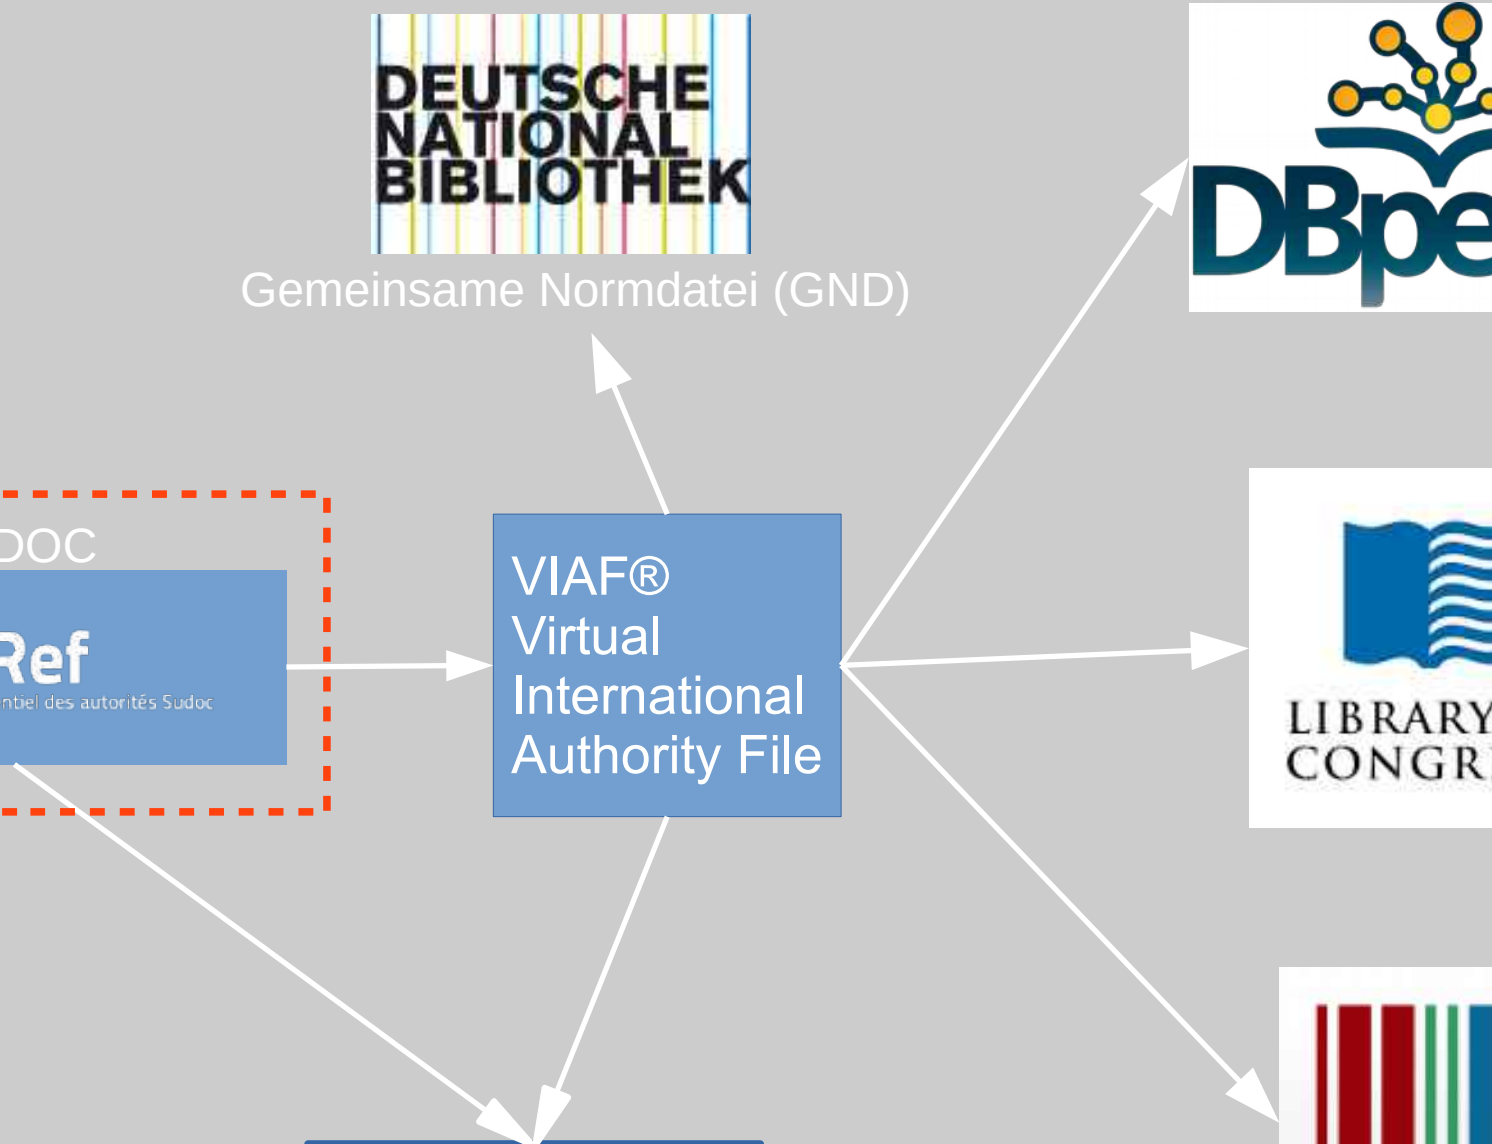 DEUTSCHE
NATIONAL
BIBLIOTHEK
Gemeinsame Normdatei (GND)
DBpe
DOC
Ref
ntiel des autorités Sudoc
VIAF®
Virtual
International
Authority File
LIBRARY
CONGR